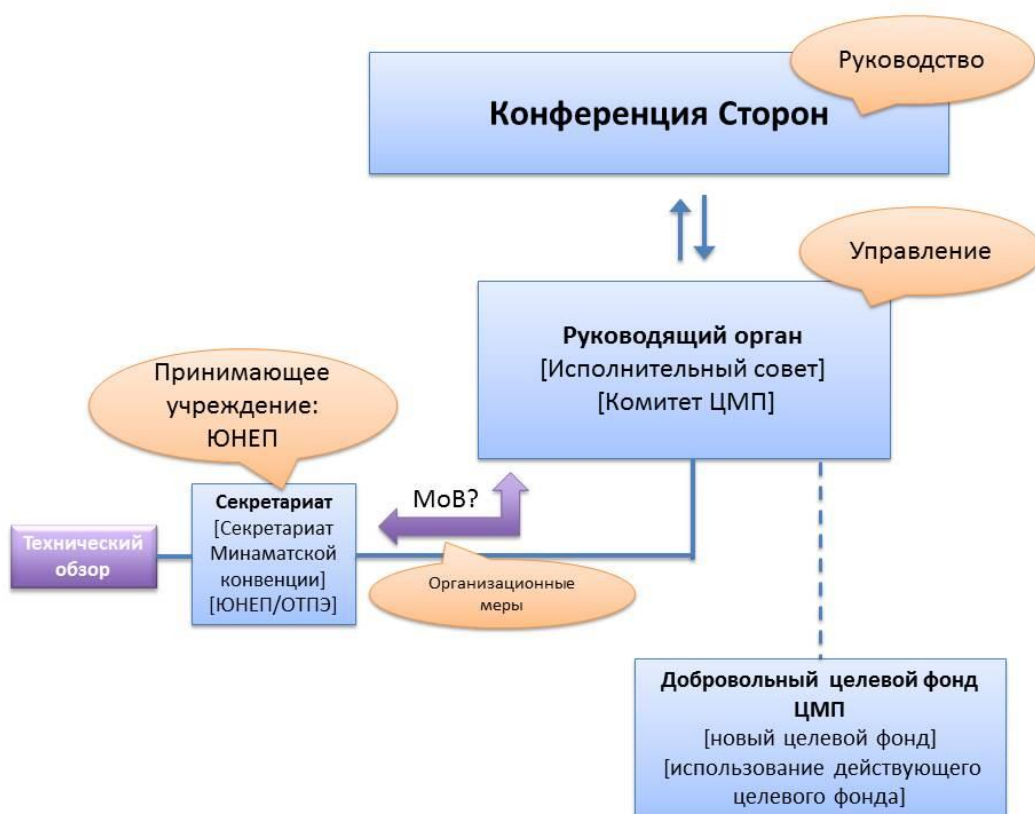 Руководство
Конференция Сторон
Управление
Руководящий орган
[Исполнительный совет]
[Комитет ЦМП]
Принимающее
учреждение:
ЮНЕП
МоВ?
Секретариат
[Секретариат
Минаматской
конвенции]
[ЮНЕП/ОТПЭ]
Технический
обзор
Организационные
меры
Добровольный целевой фонд
ЦМП
[новый целевой фонд]
[использование действующего
целевого фонда]